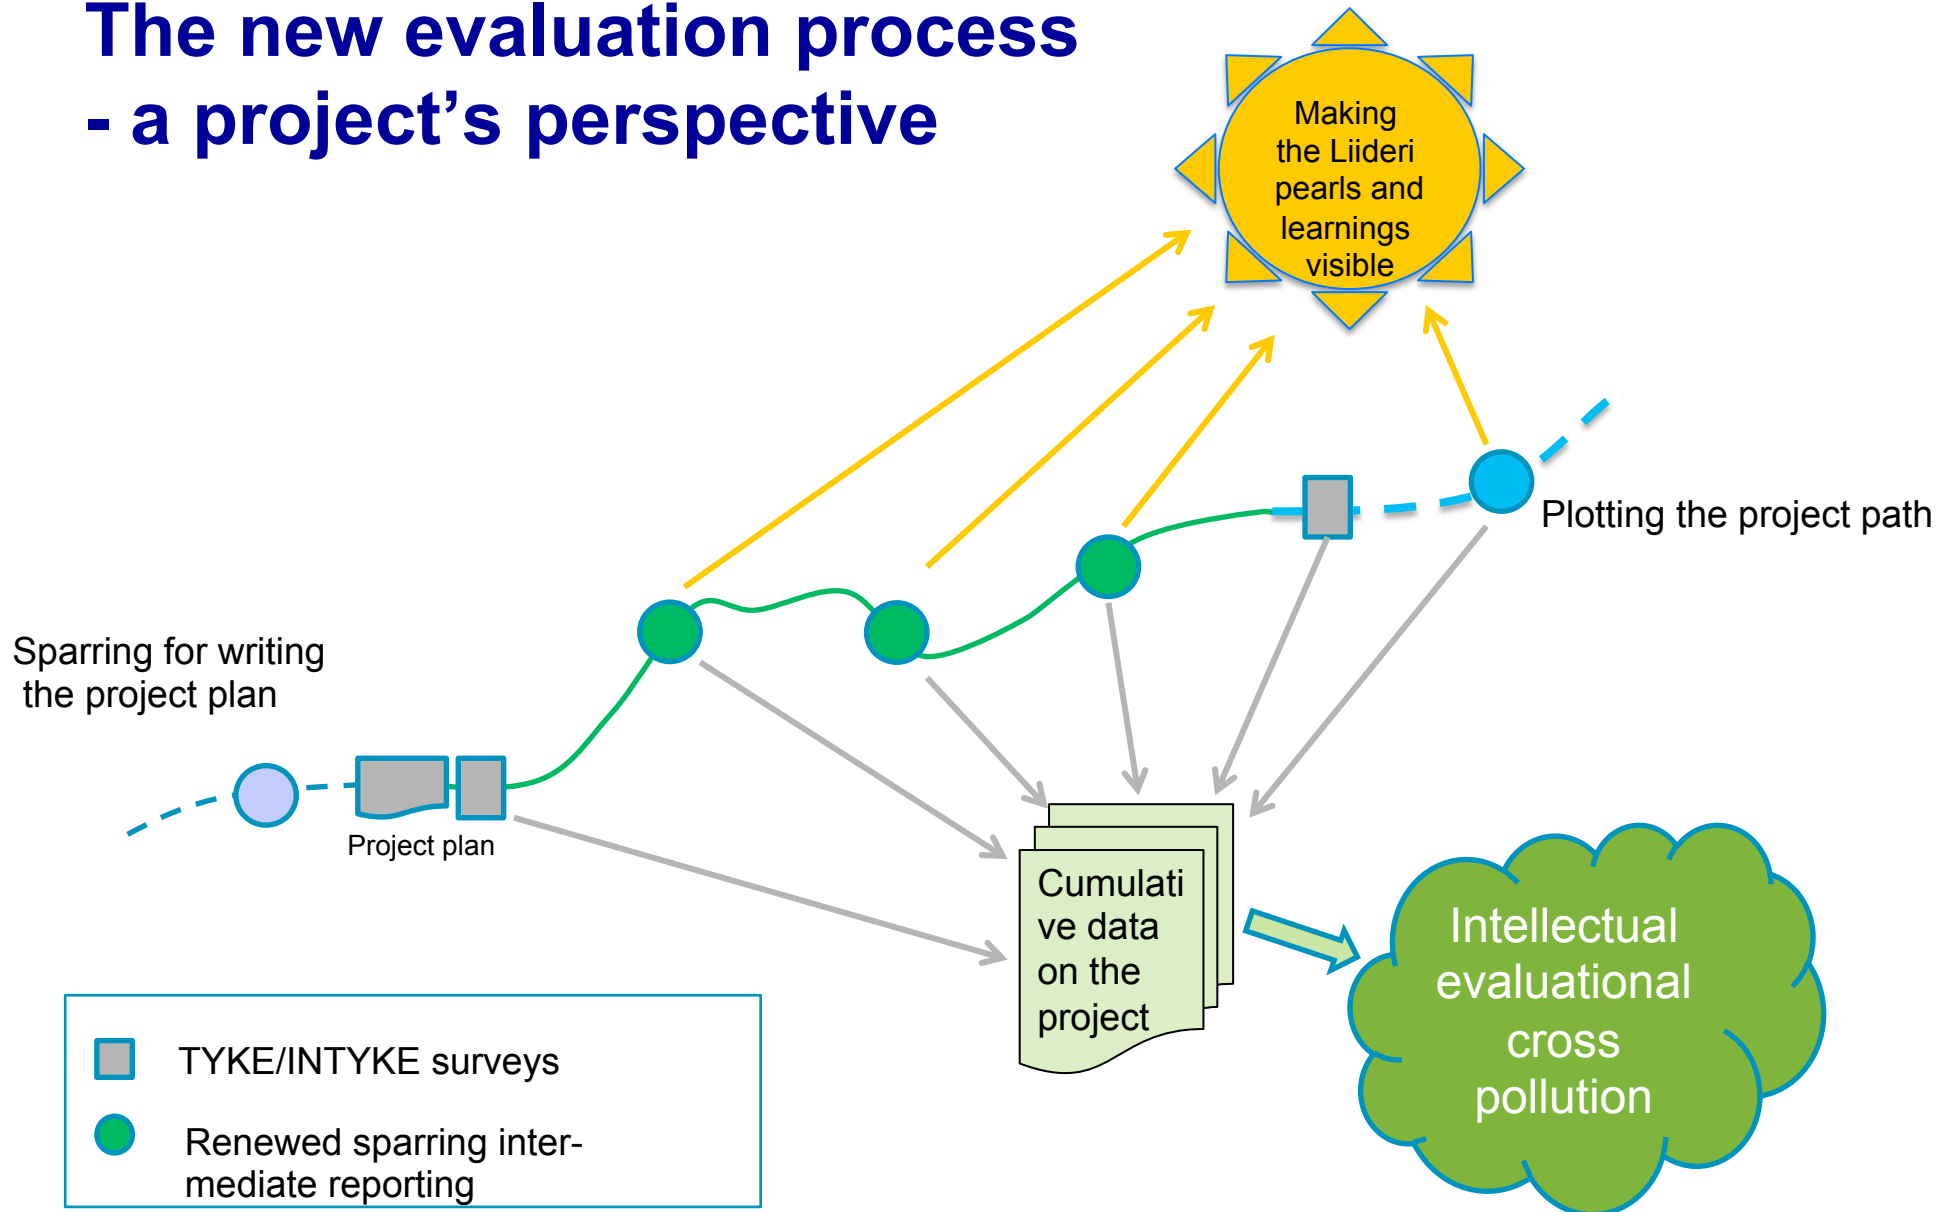 The new evaluation process
- a project’s perspective
Making
the Liideri
pearls and
learnings
visible
Plotting the project path
Sparring for writing
the project plan
Project plan
Cumulati
ve data
on the
project
Intellectual
evaluational
cross
pollution
TYKE/INTYKE surveys
Renewed sparring inter-
mediate reporting